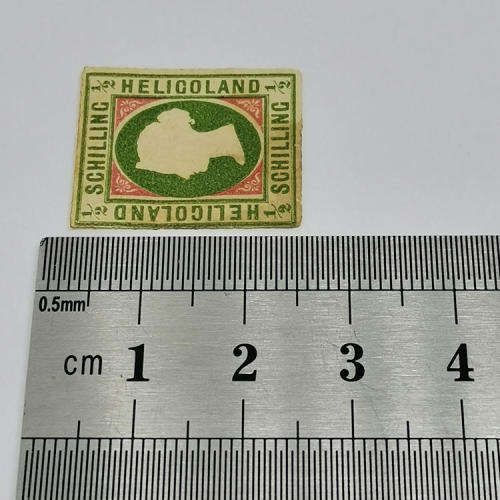 ½ HELIGOLAND ½
SCHILLING
SCHILLING
½ HELIGOLAND ½
0.5mm
cm 1 2 3 4